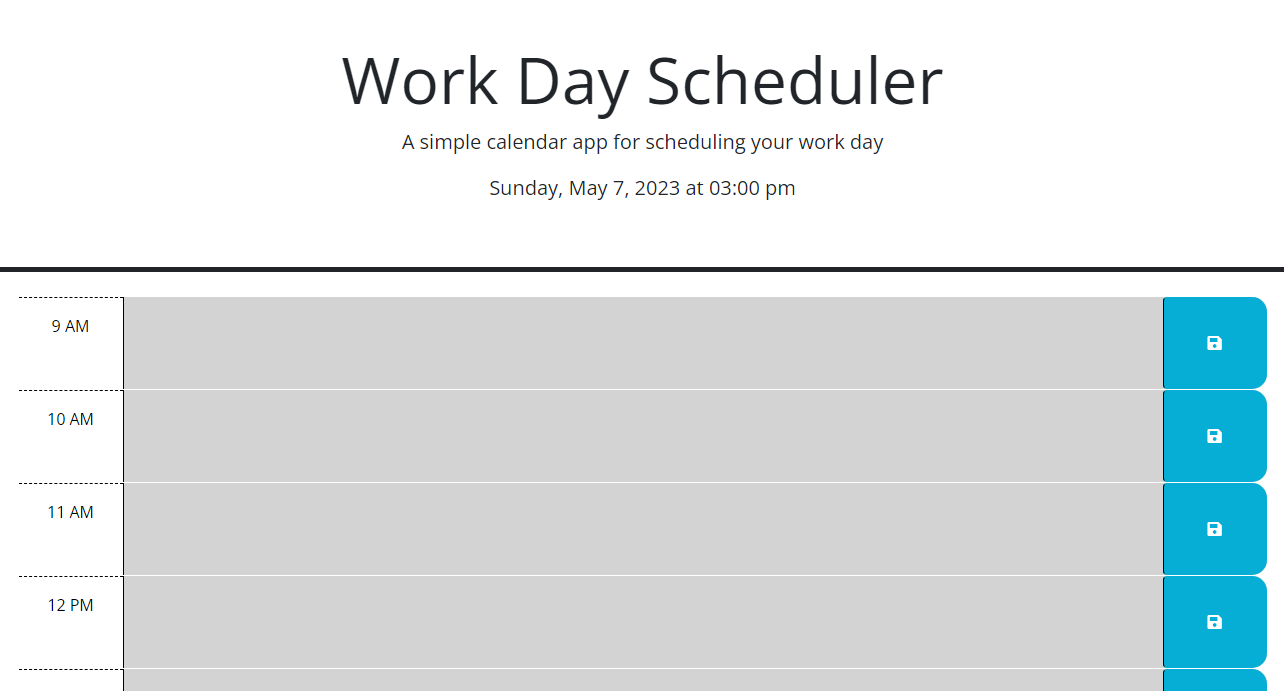 Work Day Scheduler
A simple calendar app for scheduling your work day
Sunday, May 7, 2023 at 03:00 pm
9 AM
10 AM
11 AM
12 PM